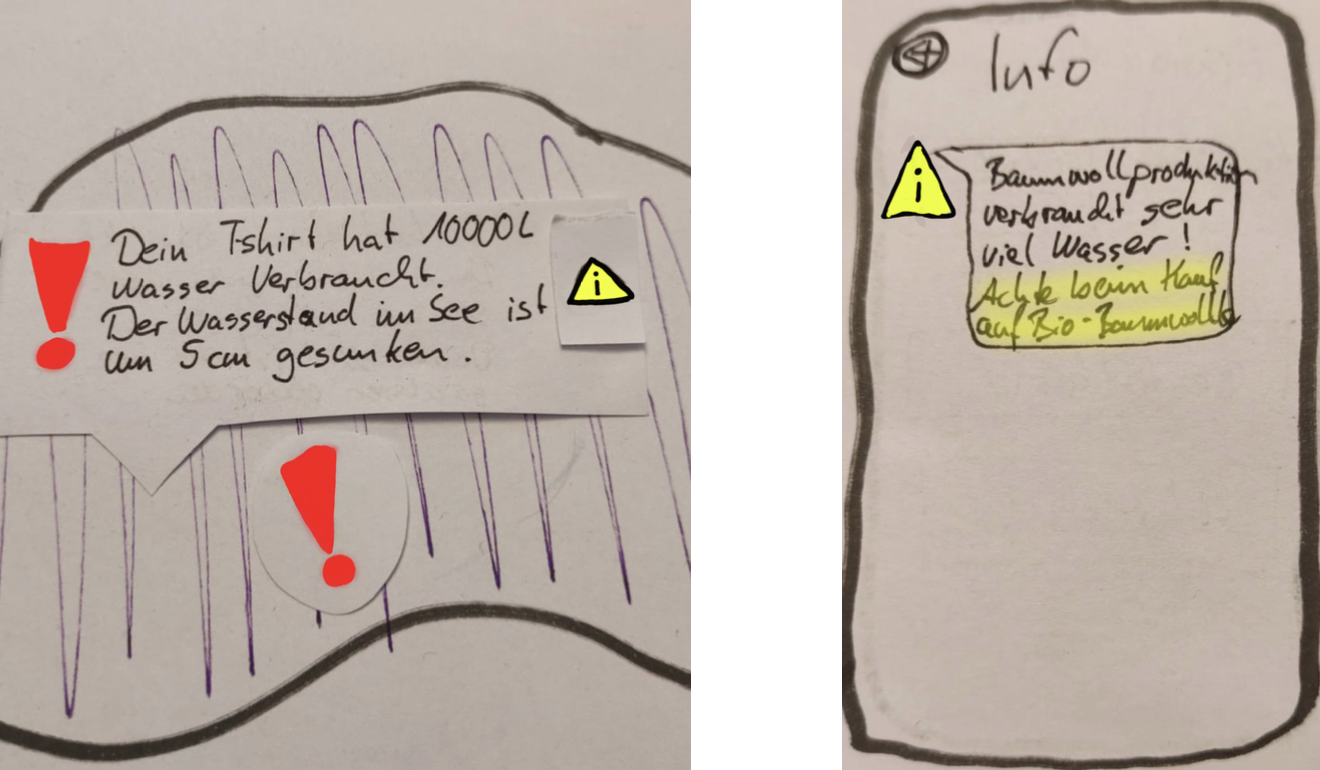 Dein T-shirt hat 10000L
Wasser Verbraucht.
Der Wasserstand im See ist
um 5cm gesunken.
i
Info
i
Baumwollproduktion
verbraucht sehr
viel Wasser!
Achte beim Kauf
auf Bio-Baumwolle